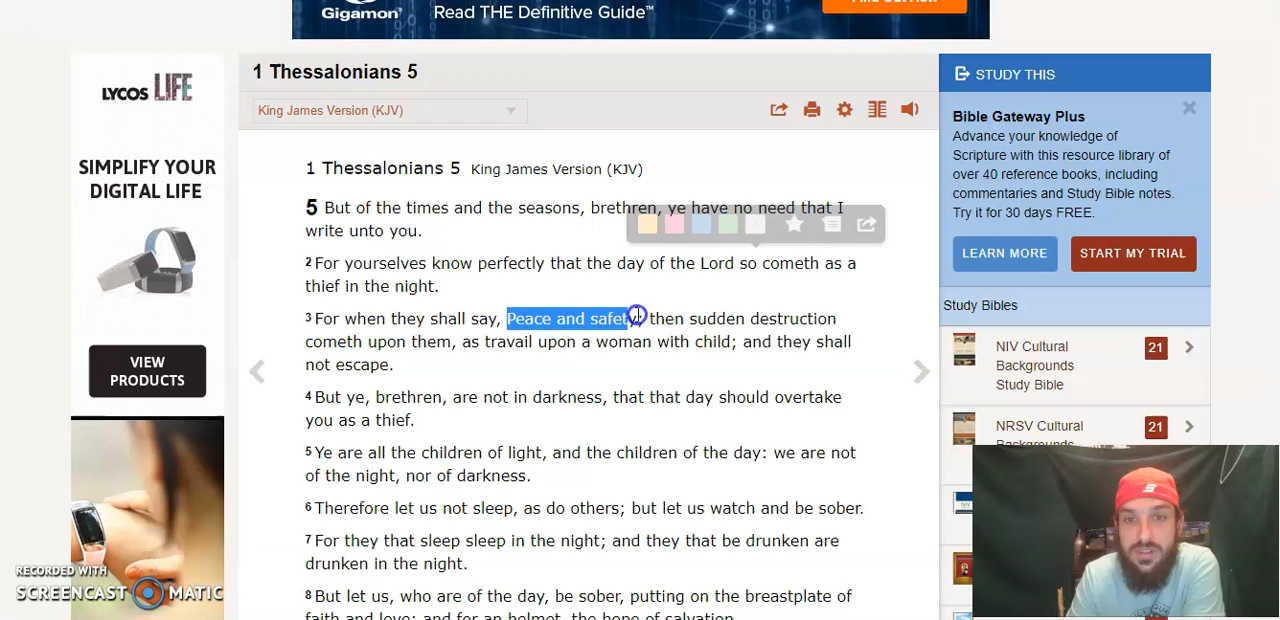 Gigamon® Read THE Definitive Guide™
LYCOS LIFE
SIMPLIFY YOUR
DIGITAL LIFE
VIEW
PRODUCTS
RECORDED WITH
SCREENCAST MATIC
1 Thessalonians 5
King James Version (KJV)
1 Thessalonians 5 King James Version (KJV)
5 But of the times and the seasons, brethren, ye have no need that I
write unto you.
2 For yourselves know perfectly that the day of the Lord so cometh as a
thief in the night.
3 For when they shall say, Peace and safety; then sudden destruction
cometh upon them, as travail upon a woman with child; and they shall
not escape.
4 But ye, brethren, are not in darkness, that that day should overtake
you as a thief.
5 Ye are all the children of light, and the children of the day: we are not
of the night, nor of darkness.
6 Therefore let us not sleep, as do others; but let us watch and be sober.
7 For they that sleep sleep in the night; and they that be drunken are
drunken in the night.
8 But let us, who are of the day, be sober, putting on the breastplate of
faith and love; and for an helmet, the hope of salvation.
STUDY THIS
Bible Gateway Plus
Advance your knowledge of
Scripture with this resource library of
over 40 reference books, including
commentaries and Study Bible notes.
Try it for 30 days FREE.
LEARN MORE START MY TRIAL
Study Bibles
NIV Cultural
Backgrounds
Study Bible
21
NRSV Cultural
Backgrounds
21